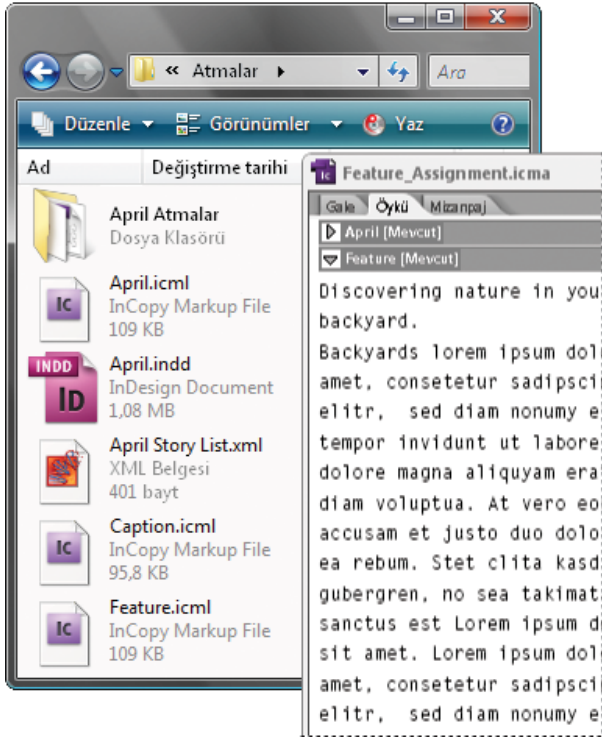 « Atmalar
Ara
Düzenle Görünümler Yaz ?
Ad Değiştirme tarihi
April Atmalar
Dosya Klasörü
IC
April.icml
InCopy Markup File
109 KB
INDD
ID
April.indd
InDesign Document
1,08 MB
April Story List.xml
XML Belgesi
401 bayt
IC
Caption.icml
InCopy Markup File
95,8 KB
IC
Feature.icml
InCopy Markup File
109 KB
Ic Feature_Assignment.icma
Gale Öykü Mizanpaj
April [Mevcut]
Feature [Mevcut]
Discovering nature in you
backyard.
Backyards lorem ipsum dol
amet, consetetur sadipsci
elitr, sed diam nonumy e
tempor invidunt ut labore
dolore magna aliquyam era
diam voluptua. At vero eo
accusam et justo duo dolo
ea rebum. Stet clita kasd
gubergren, no sea takimat
sanctus est Lorem ipsum d
sit amet. Lorem ipsum dol
amet, consetetur sadipsci
elitr, sed diam nonumy e